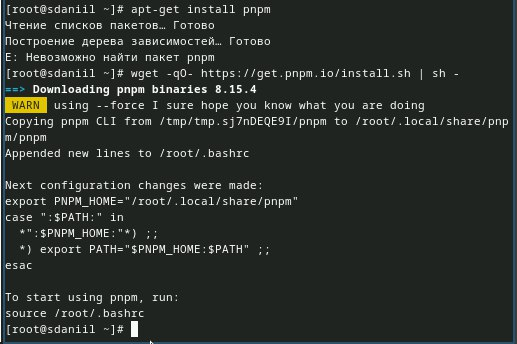 [root@sdaniil ~]# apt-get install pnpm
Чтение списков пакетов… Готово
Построение дерева зависимостей… Готово
E: Невозможно найти пакет pnpm
[root@sdaniil ~]# wget -qO- https://get.pnpm.io/install.sh | sh -
==> Downloading pnpm binaries 8.15.4
WARN using --force I sure hope you know what you are doing
Copying pnpm CLI from /tmp/tmp.sj7nDEQE9I/pnpm to /root/.local/share/pnp
m/pnpm
Appended new lines to /root/.bashrc
Next configuration changes were made:
export PNPM_HOME="/root/.local/share/pnpm"
case ":$PATH:" in
  *":$PNPM_HOME:"*) ;;
  *) export PATH="$PNPM_HOME:$PATH" ;;
esac
To start using pnpm, run:
source /root/.bashrc
[root@sdaniil ~]#